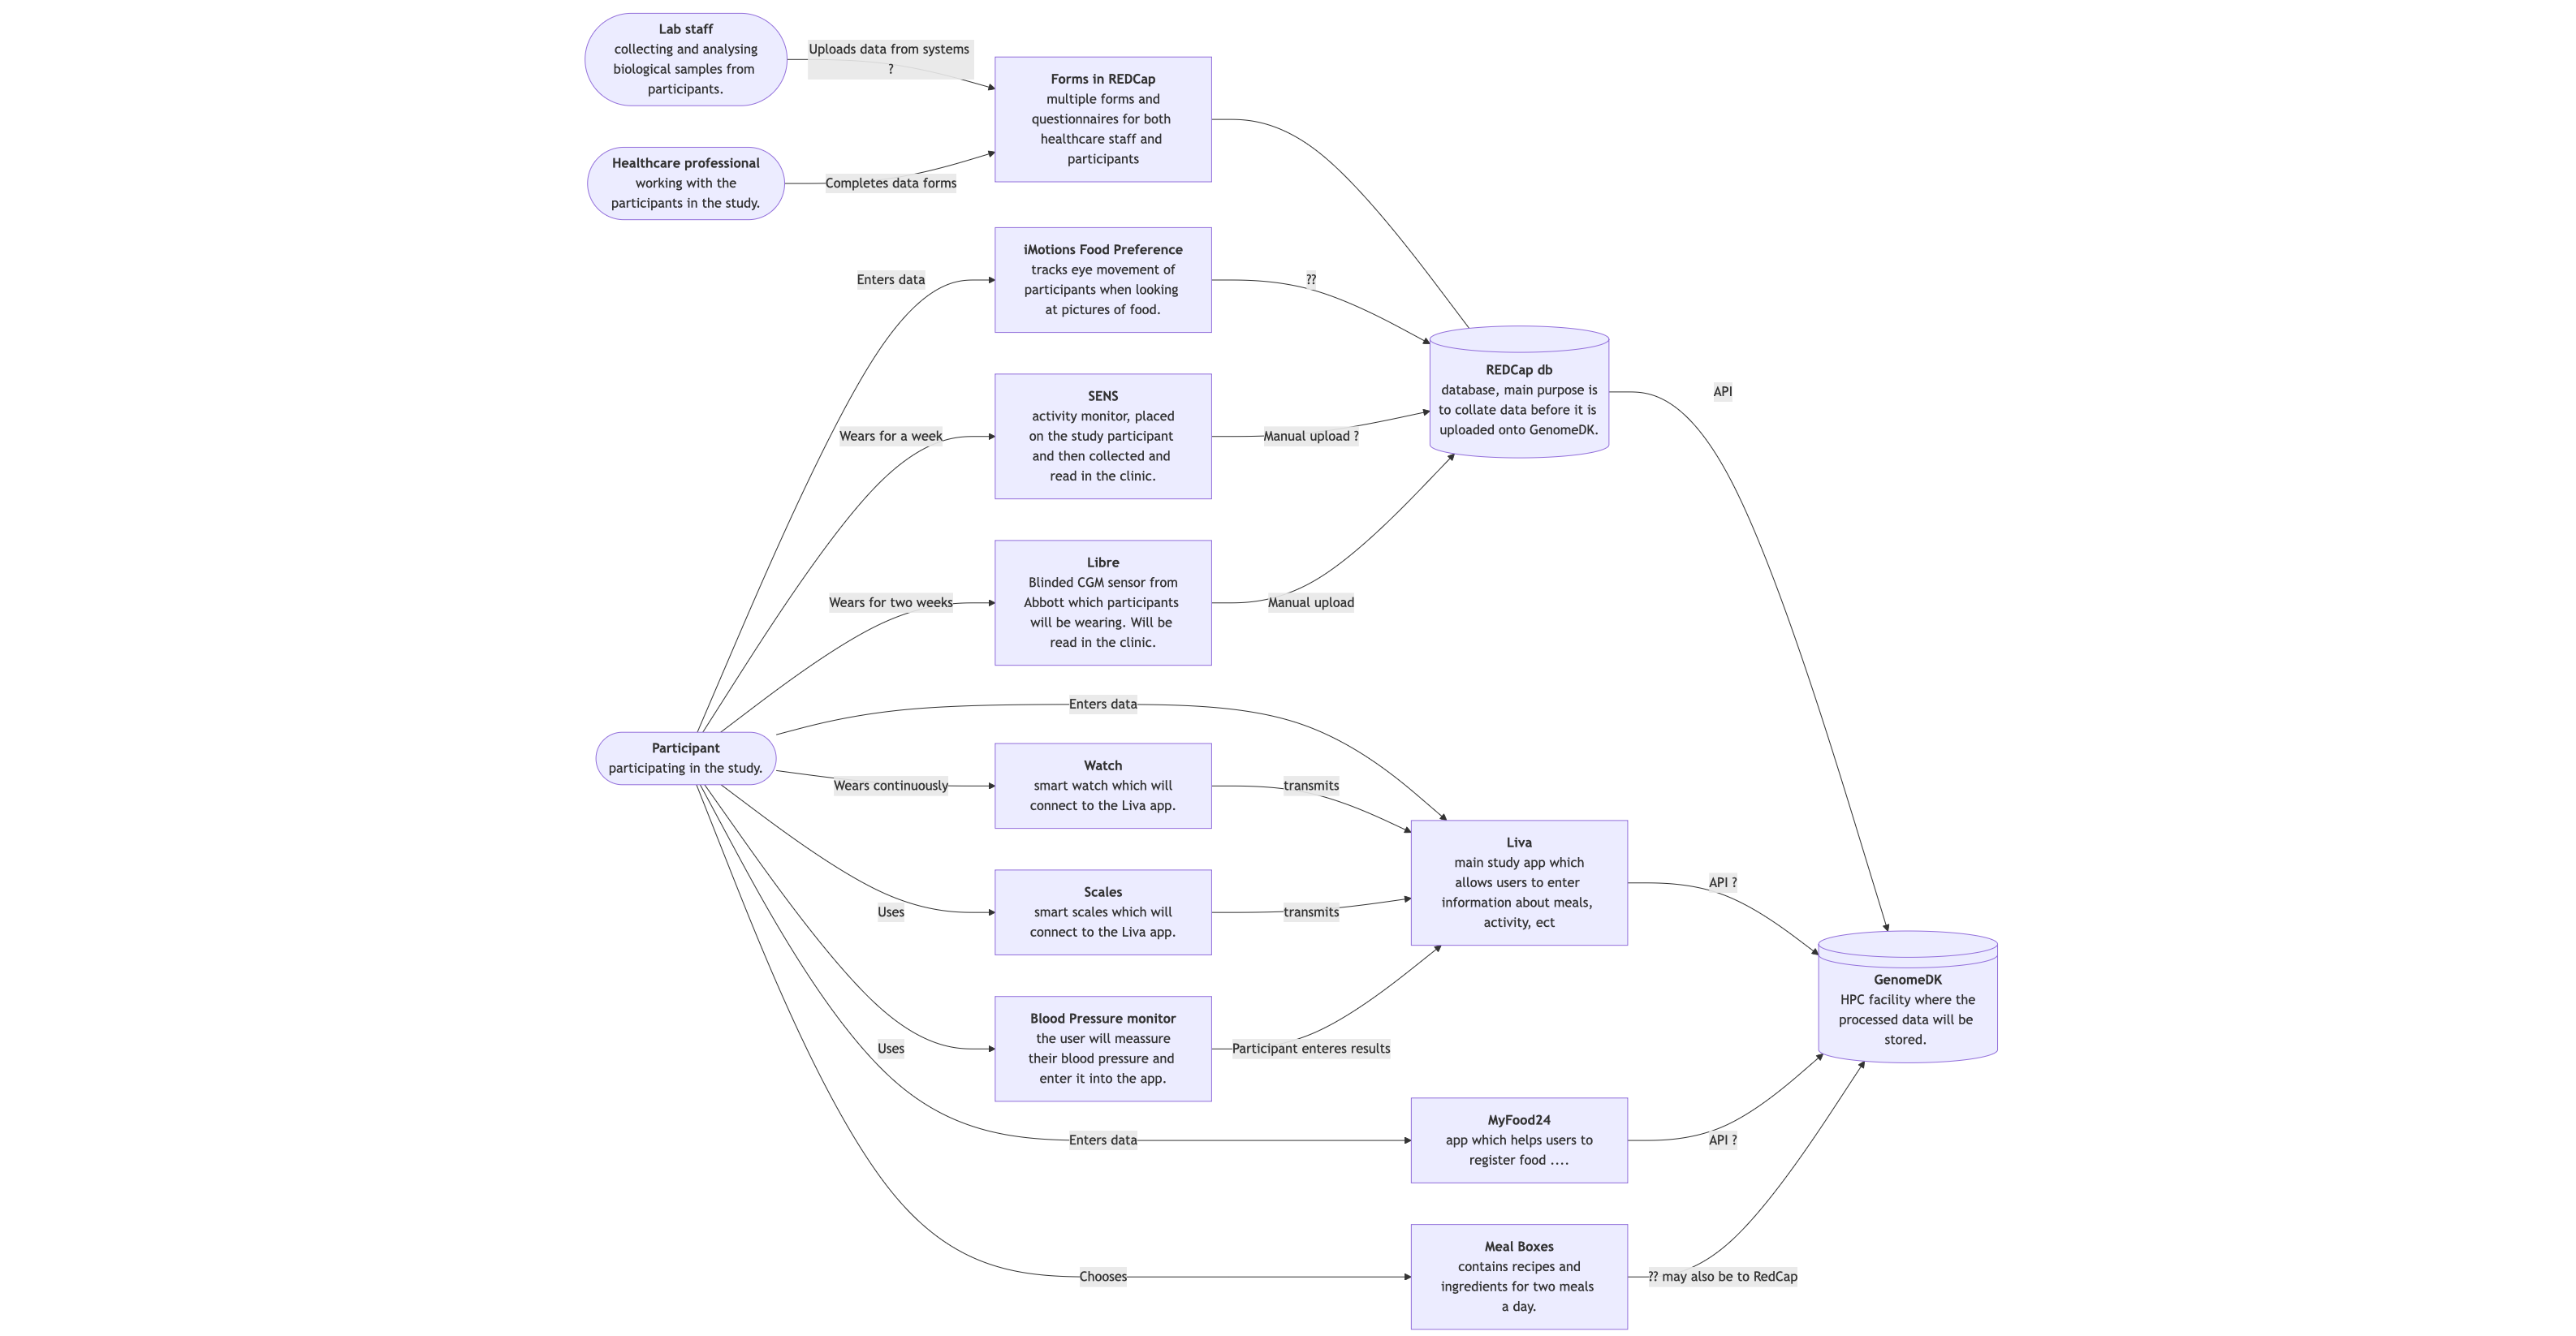 Lab staff
collecting and analysing
biological samples from
participants.
Uploads data from systems
?
Forms in REDCap
multiple forms and
questionnaires for both
healthcare staff and
participants
Healthcare professional
working with the
participants in the study.
Completes data forms
Enters data
iMotions Food Preference
tracks eye movement of
participants when looking
at pictures of food.
??
Wears for a week
SENS
activity monitor, placed
on the study participant
and then collected and
read in the clinic.
Manual upload ?
REDCap db
database, main purpose is
to collate data before it is
uploaded onto GenomeDK.
API
Wears for two weeks
Libre
Blinded CGM sensor from
Abbott which participants
will be wearing. Will be
read in the clinic.
Manual upload
Participant
participating in the study.
Enters data
Wears continuously
Watch
smart watch which will
connect to the Liva app.
transmits
Uses
Scales
smart scales which will
connect to the Liva app.
transmits
Liva
main study app which
allows users to enter
information about meals,
activity, ect
API ?
Uses
Blood Pressure monitor
the user will meassure
their blood pressure and
enter it into the app.
Participant enteres results
GenomeDK
HPC facility where the
processed data will be
stored.
Enters data
MyFood24
app which helps users to
register food ....
API ?
Chooses
Meal Boxes
contains recipes and
ingredients for two meals
a day.
?? may also be to RedCap